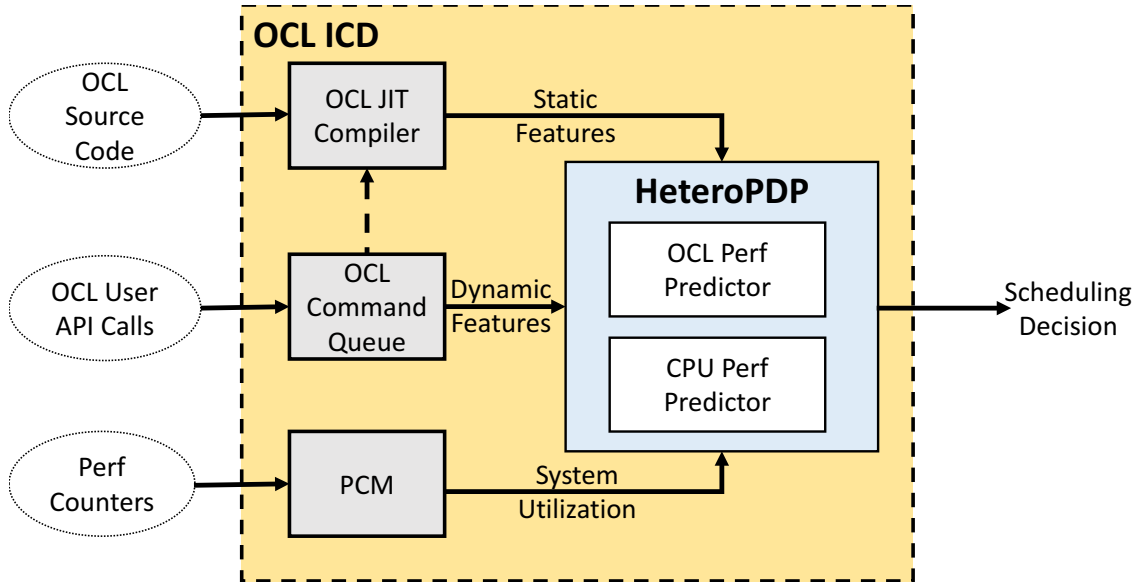 OCL ICD
OCL
Source
Code
OCL JIT
Compiler
Static
Features
HeteroPDP
OCL Perf
Predictor
OCL User
API Calls
OCL
Command
Queue
Dynamic
Features
Scheduling
Decision
CPU Perf
Predictor
Perf
Counters
PCM
System
Utilization